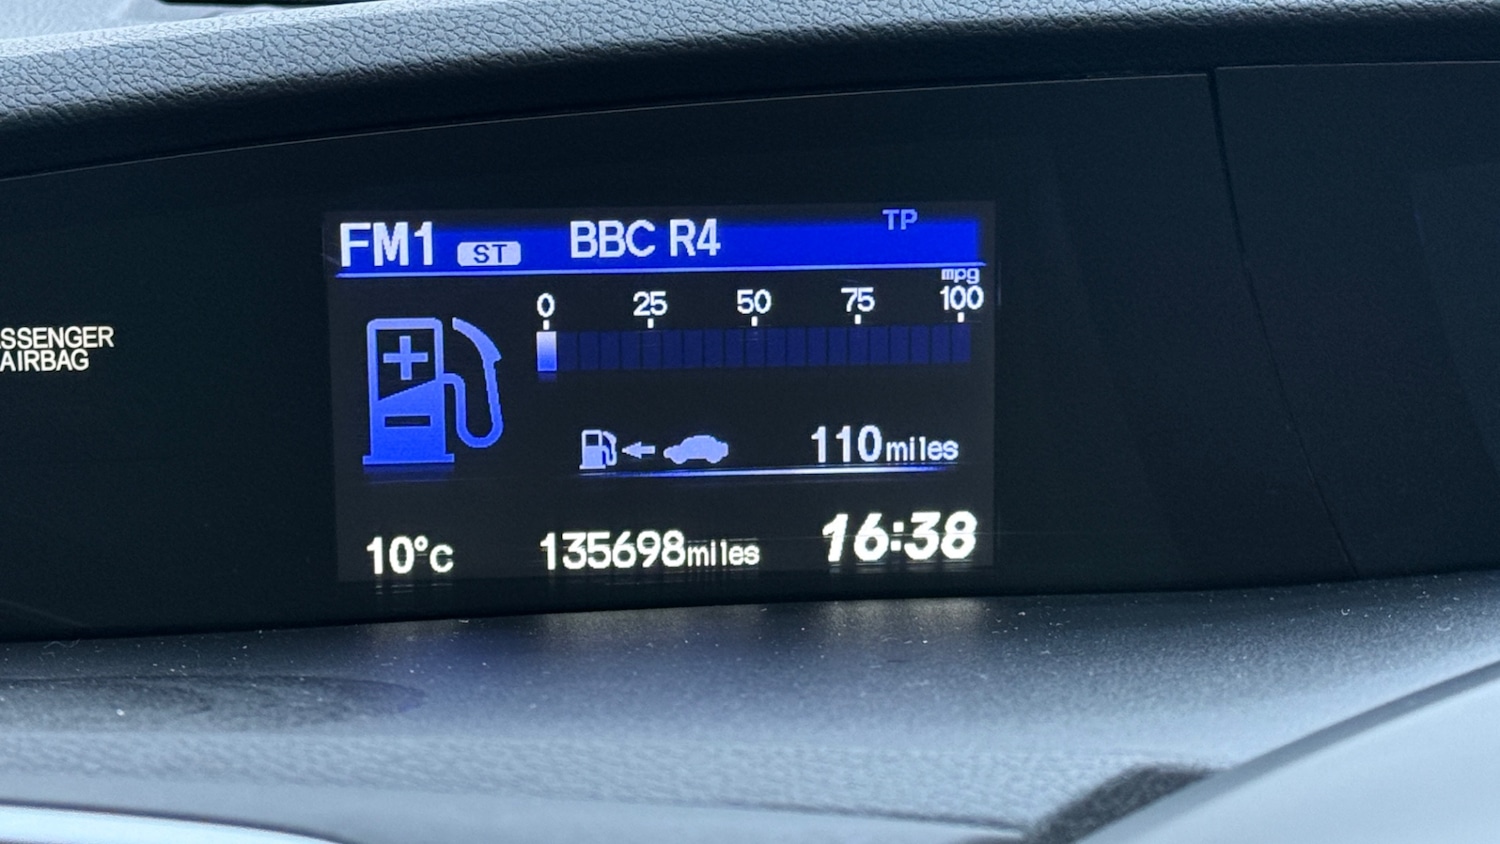 FM1 ST BBC R4 TP
mpg
0 25 50 75 100
SSENGER
AIRBAG
110miles
10°c 135698miles 16:38